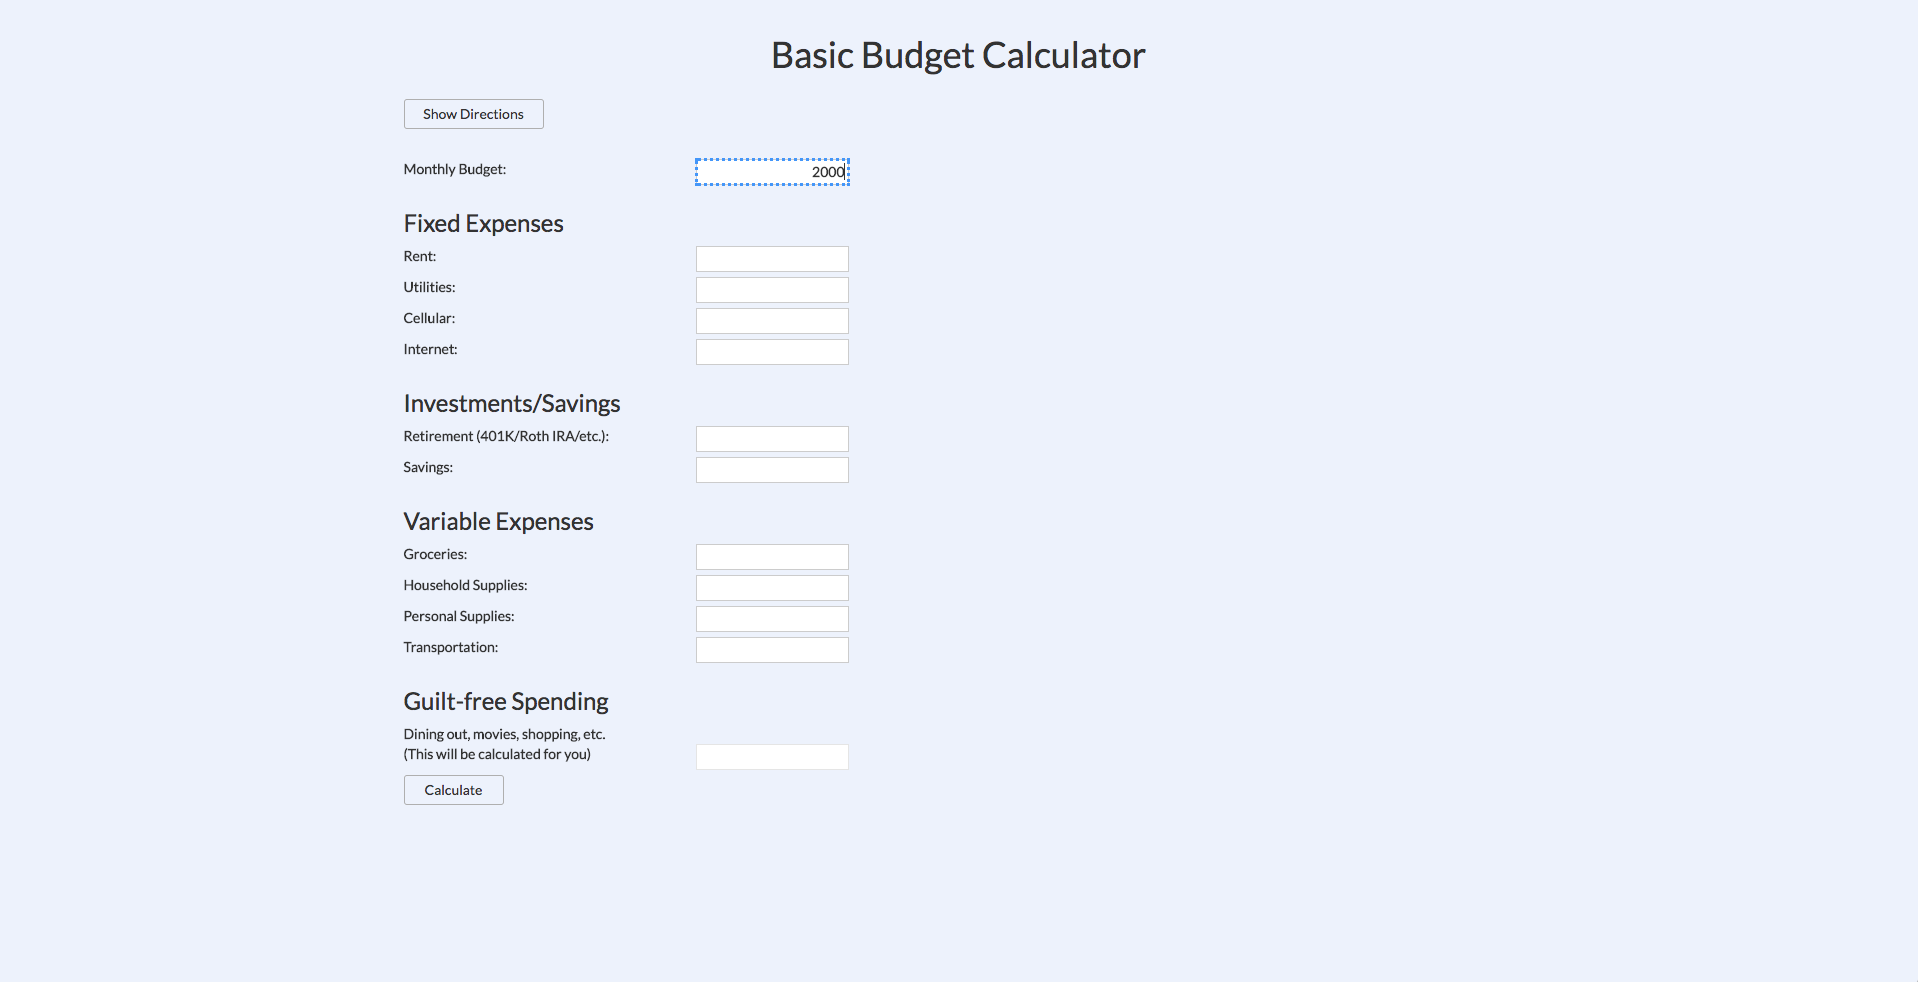 Basic Budget Calculator
Show Directions
Monthly Budget: 2000
Fixed Expenses
Rent:
Utilities:
Cellular:
Internet:
Investments/Savings
Retirement (401K/Roth IRA/etc.):
Savings:
Variable Expenses
Groceries:
Household Supplies:
Personal Supplies:
Transportation:
Guilt-free Spending
Dining out, movies, shopping, etc.
(This will be calculated for you)
Calculate